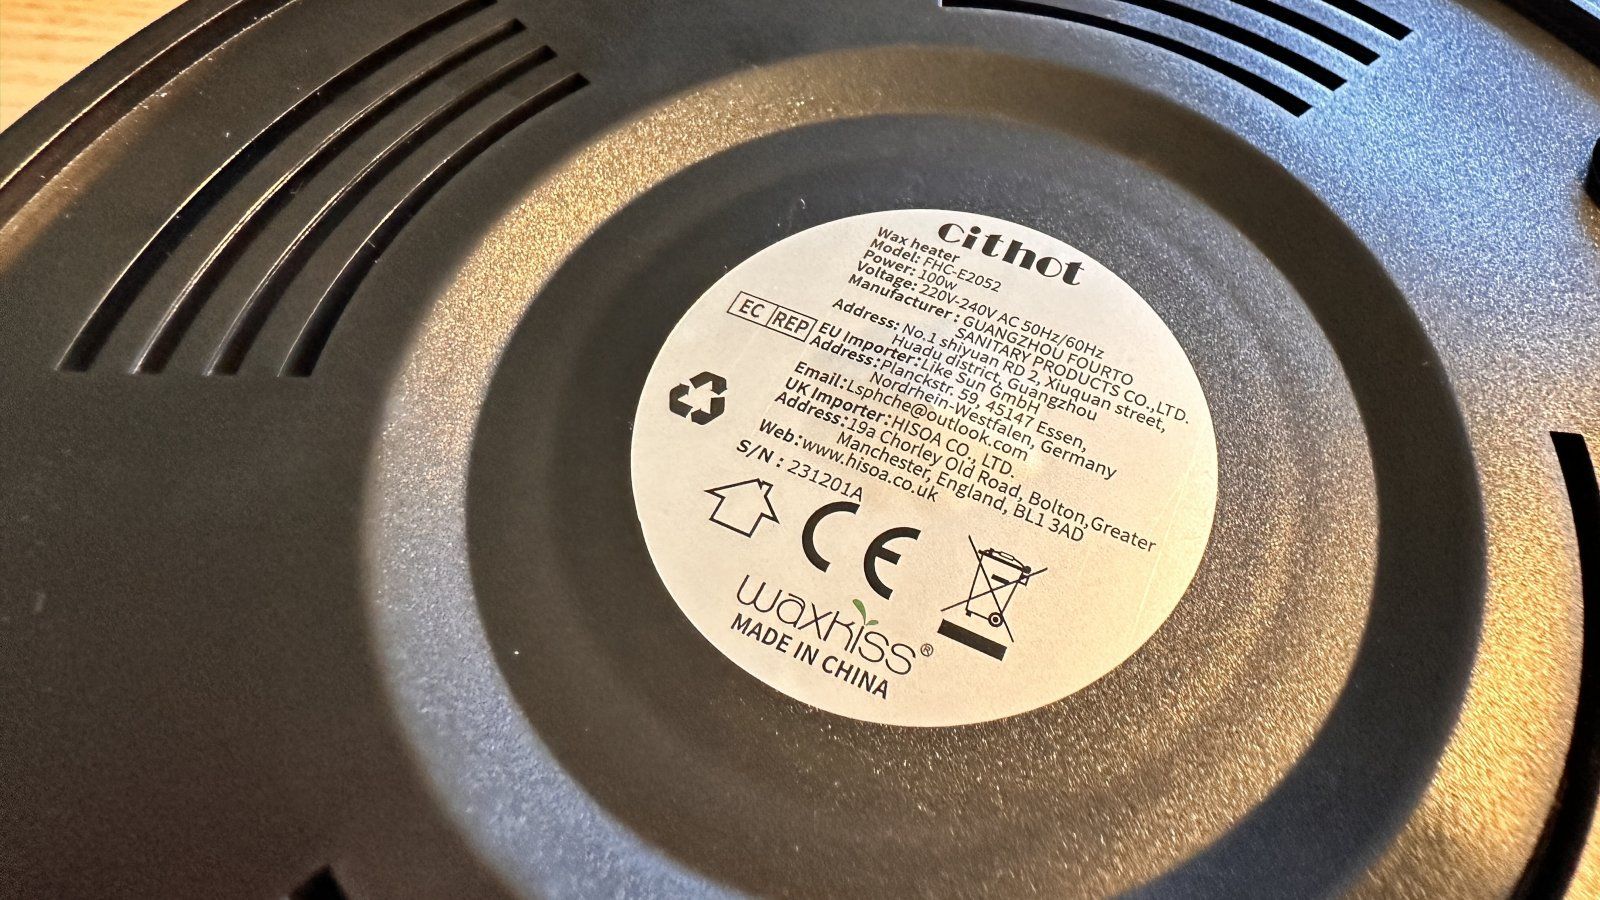 cithot
Wax heater
Model: FHC-E2052
Power: 100w
Voltage: 220V-240V AC 50Hz/60Hz
Manufacturer : GUANGZHOU FOURTO
SANITARY PRODUCTS CO.,LTD.
Address: No.1 shiyuan RD 2, Xiuquan street,
Huadu district, Guangzhou
EC REP
EU Importer: Like Sun GmbH
Address: Planckstr. 59, 45147 Essen,
Nordrhein-Westfalen, Germany
Email: Lsphche@outlook.com
UK Importer: HISOA CO., LTD.
Address: 19a Chorley Old Road, Bolton,Greater
Manchester, England, BL1 3AD
Web: www.hisoa.co.uk
S/N : 231201A
CE
waxkiss®
MADE IN CHINA